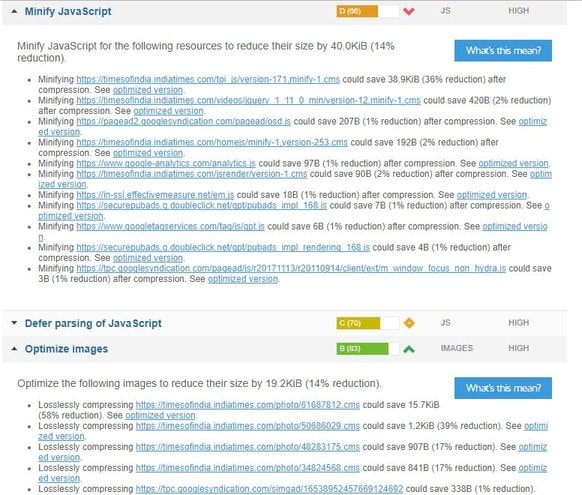 Minify JavaScript D (66) JS HIGH
Minify JavaScript for the following resources to reduce their size by 40.0KiB (14%
reduction).
What's this mean?
Minifying https://timesofindia.indiatimes.com/toi_js/version-171,minify-1.cms could save 38.9KiB (36% reduction) after
compression. See optimized version.
Minifying https://timesofindia.indiatimes.com/videos/jquery_1_11_0_min/version-12,minify-1.cms could save 420B (2% reduction)
after compression. See optimized version.
Minifying https://pagead2.googlesyndication.com/pagead/osd.js could save 207B (1% reduction) after compression. See optimiz
ed version.
Minifying https://timesofindia.indiatimes.com/homejs/minify-1,version-253.cms could save 192B (2% reduction) after
compression. See optimized version.
Minifying https://www.google-analytics.com/analytics.js could save 97B (1% reduction) after compression. See optimized version.
Minifying https://timesofindia.indiatimes.com/jsrender/version-1.cms could save 90B (2% reduction) after compression. See optim
ized version.
Minifying https://in-ssl.effectivemeasure.net/em.js could save 18B (1% reduction) after compression. See optimized version.
Minifying https://securepubads.g.doubleclick.net/gpt/pubads_impl_168.js could save 7B (1% reduction) after compression. See o
ptimized version.
Minifying https://www.googletagservices.com/tag/js/gpt.js could save 6B (1% reduction) after compression. See optimized versio
n.
Minifying https://securepubads.g.doubleclick.net/gpt/pubads_impl_rendering_168.js could save 4B (1% reduction) after
compression. See optimized version.
Minifying https://tpc.googlesyndication.com/pagead/js/r20171113/r20110914/client/ext/m_window_focus_non_hydra.js could save
3B (1% reduction) after compression. See optimized version.
Defer parsing of JavaScript C (70) JS HIGH
Optimize images B (83) IMAGES HIGH
Optimize the following images to reduce their size by 19.2KiB (14% reduction).
What's this mean?
Losslessly compressing https://timesofindia.indiatimes.com/photo/61687812.cms could save 15.7KiB
(58% reduction). See optimized version.
Losslessly compressing https://timesofindia.indiatimes.com/photo/50686029.cms could save 1.2KiB (39% reduction). See optimi
zed version.
Losslessly compressing https://timesofindia.indiatimes.com/photo/48283175.cms could save 907B (17% reduction). See optimiz
ed version.
Losslessly compressing https://timesofindia.indiatimes.com/photo/34824568.cms could save 841B (17% reduction). See optimiz
ed version.
Losslessly compressing https://tpc.googlesyndication.com/simgad/16538952457669124692 could save 338B (1% reduction).